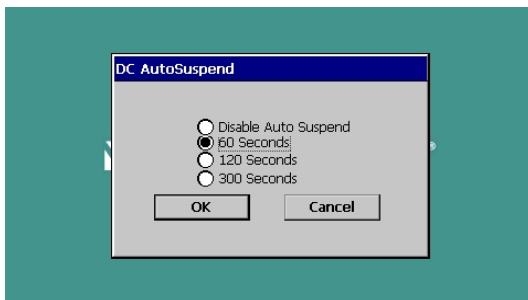 DC AutoSuspend
Disable Auto Suspend
60 Seconds
120 Seconds
300 Seconds
OK Cancel